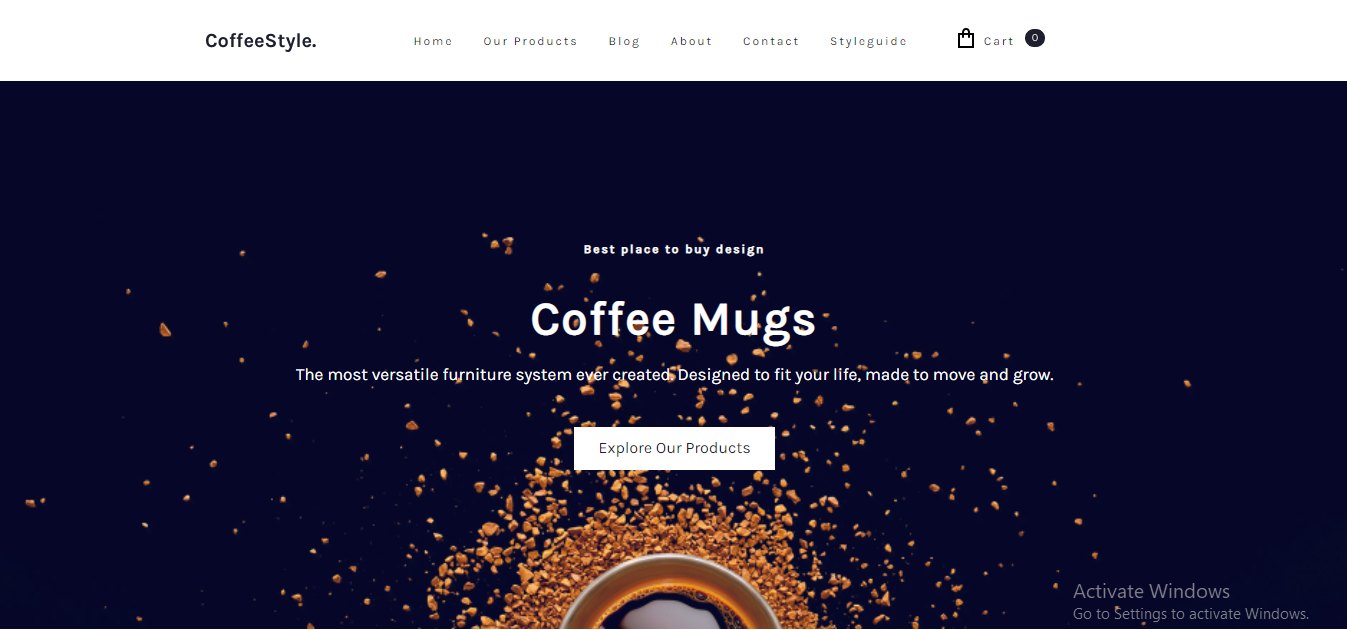 CoffeeStyle.
Home Our Products Blog About Contact Styleguide Cart 0
Best place to buy design
Coffee Mugs
The most versatile furniture system ever created. Designed to fit your life, made to move and grow.
Explore Our Products
Activate Windows
Go to Settings to activate Windows.